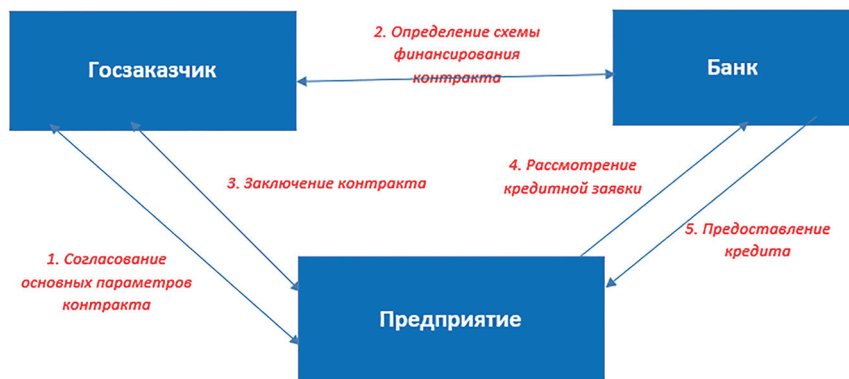 Госзаказчик
2. Определение схемы
финансирования
контракта
Банк
3. Заключение контракта
4. Рассмотрение
кредитной заявки
5. Предоставление
кредита
1. Согласование
основных параметров
контракта
Предприятие